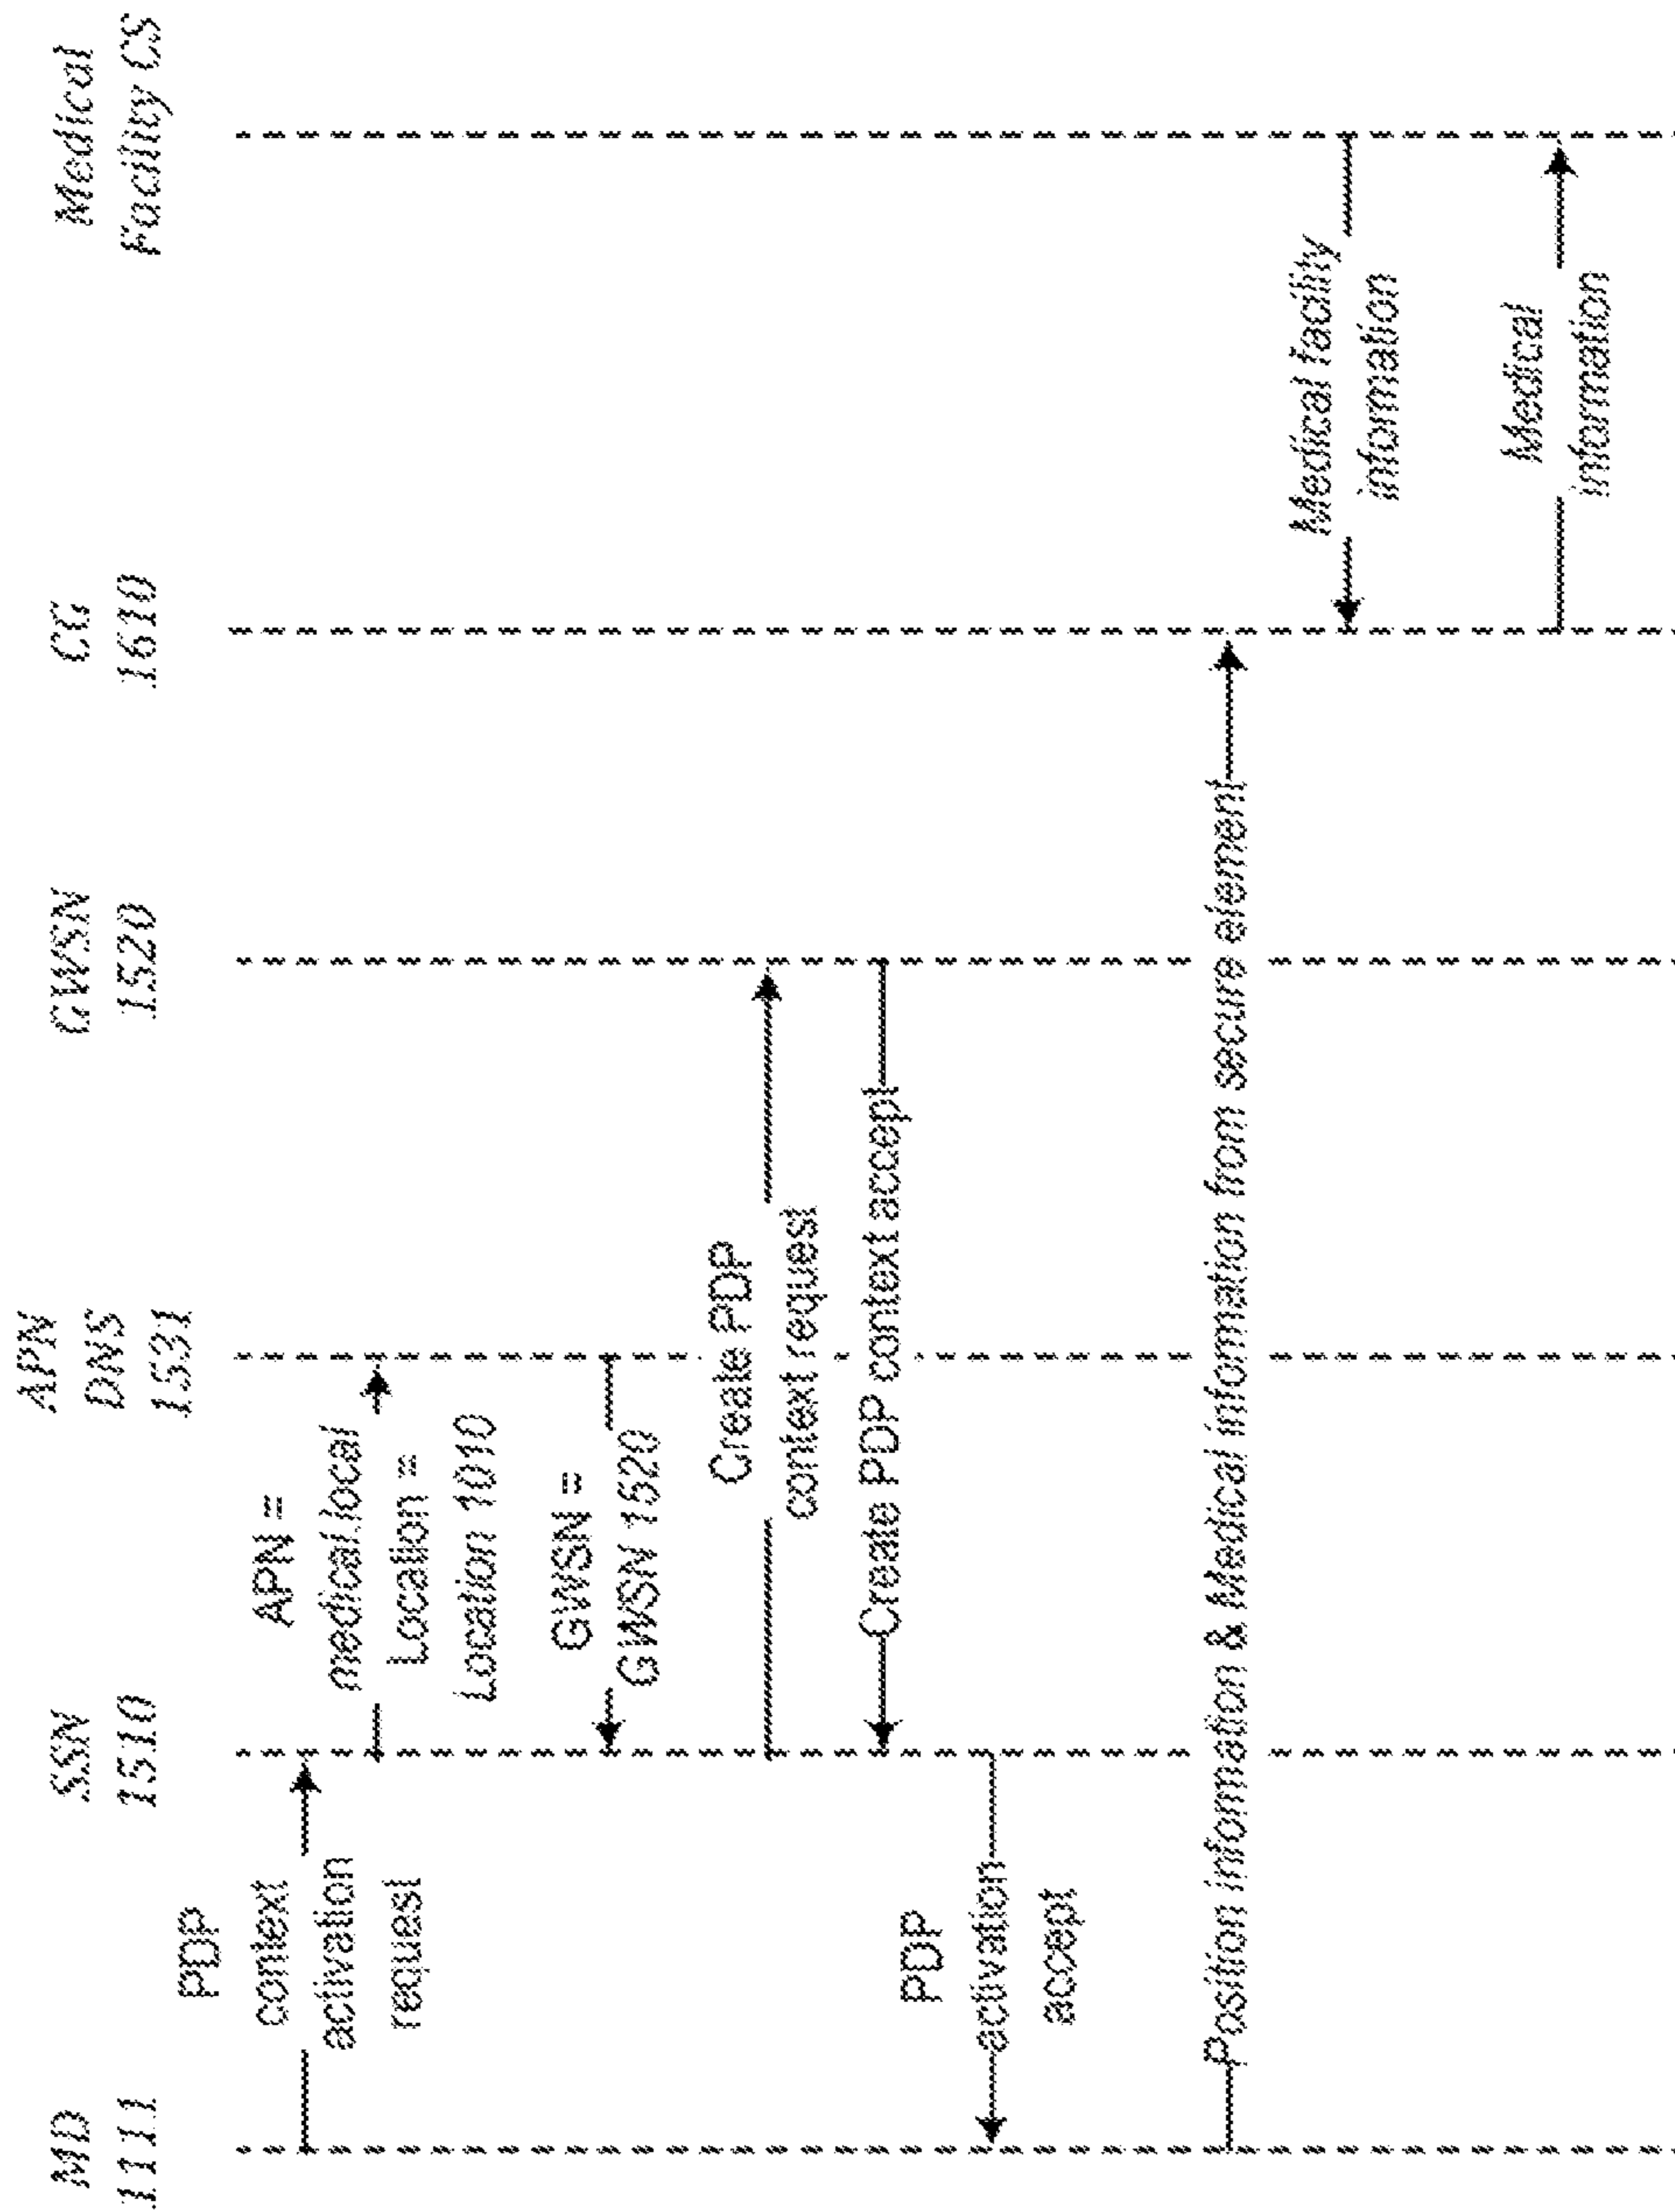 MD
1111
SSN
1510
APN
DNS
1531
GWSN
1520
CG
1610
Medical
Facility CS
PDP
context
activation
request
APN =
medical.local
Location =
Location 1010
GWSN =
GWSN 1520
Create PDP
context request
Create PDP context accept
PDP
activation
accept
Position information & Medical information from secure element
Medical facility
information
Medical
information